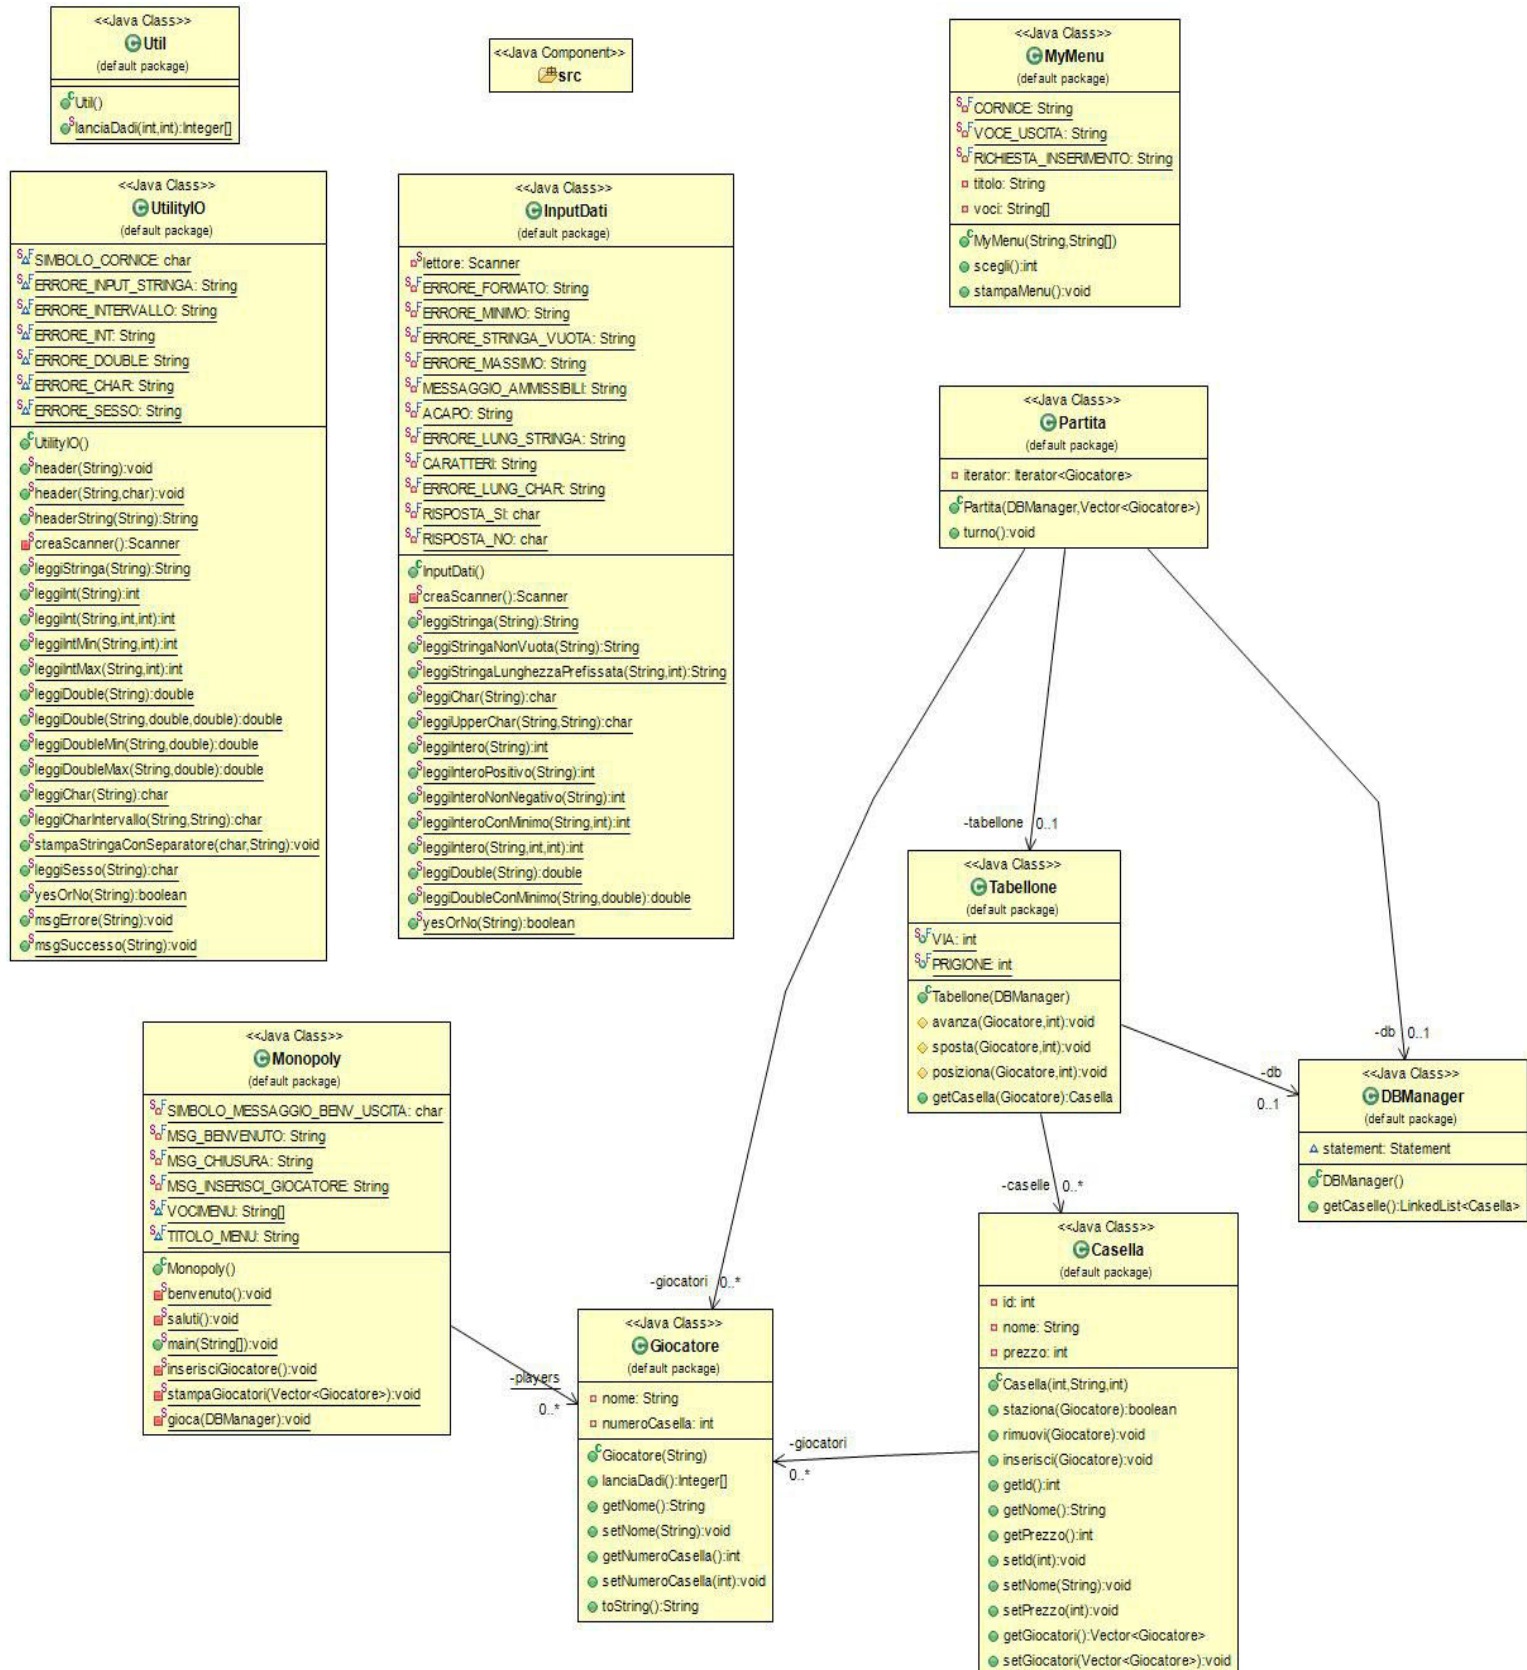 <<Java Class>>
Util
(default package)
Util()
lanciaDadi(int,int):Integer[]
<<Java Component>>
src
<<Java Class>>
MyMenu
(default package)
CORNICE: String
VOCE_USCITA: String
RICHIESTA_INSERIMENTO: String
titolo: String
voci: String[]
MyMenu(String,String[])
scegli():int
stampaMenu():void
<<Java Class>>
UtilityIO
(default package)
SIMBOLO_CORNICE: char
ERRORE_INPUT_STRINGA: String
ERRORE_INTERVALLO: String
ERRORE_INT: String
ERRORE_DOUBLE: String
ERRORE_CHAR: String
ERRORE_SESSO: String
UtilityIO()
header(String):void
header(String,char):void
headerString(String):String
creaScanner():Scanner
leggiStringa(String):String
leggiInt(String):int
leggiInt(String,int,int):int
leggiIntMin(String,int):int
leggiIntMax(String,int):int
leggiDouble(String):double
leggiDouble(String,double,double):double
leggiDoubleMin(String,double):double
leggiDoubleMax(String,double):double
leggiChar(String):char
leggiCharIntervallo(String,String):char
stampaStringaConSeparatore(char,String):void
leggiSesso(String):char
yesOrNo(String):boolean
msgErrore(String):void
msgSuccesso(String):void
<<Java Class>>
InputDati
(default package)
lettore: Scanner
ERRORE_FORMATO: String
ERRORE_MINIMO: String
ERRORE_STRINGA_VUOTA: String
ERRORE_MASSIMO: String
MESSAGGIO_AMMISSIBILI: String
ACAPO: String
ERRORE_LUNG_STRINGA: String
CARATTERI: String
ERRORE_LUNG_CHAR: String
RISPOSTA_SI: char
RISPOSTA_NO: char
InputDati()
creaScanner():Scanner
leggiStringa(String):String
leggiStringaNonVuota(String):String
leggiStringaLunghezzaPrefissata(String,int):String
leggiChar(String):char
leggiUpperChar(String,String):char
leggiIntero(String):int
leggiInteroPositivo(String):int
leggiInteroNonNegativo(String):int
leggiInteroConMinimo(String,int):int
leggiIntero(String,int,int):int
leggiDouble(String):double
leggiDoubleConMinimo(String,double):double
yesOrNo(String):boolean
<<Java Class>>
Partita
(default package)
iterator: Iterator<Giocatore>
Partita(DBManager,Vector<Giocatore>)
turno():void
-tabellone 0..1
<<Java Class>>
Tabellone
(default package)
VIA: int
PRIGIONE: int
Tabellone(DBManager)
avanza(Giocatore,int):void
sposta(Giocatore,int):void
posiziona(Giocatore,int):void
getCasella(Giocatore):Casella
-db 0..1
-db
0..1
<<Java Class>>
DBManager
(default package)
statement: Statement
DBManager()
getCaselle():LinkedList<Casella>
<<Java Class>>
Monopoly
(default package)
SIMBOLO_MESSAGGIO_BENV_USCITA: char
MSG_BENVENUTO: String
MSG_CHIUSURA: String
MSG_INSERISCI_GIOCATORE: String
VOCIMENU: String[]
TITOLO_MENU: String
Monopoly()
benvenuto():void
saluti():void
main(String[]):void
inserisciGiocatore():void
stampaGiocatori(Vector<Giocatore>):void
gioca(DBManager):void
-caselle 0..*
-giocatori 0..*
-players
0..*
<<Java Class>>
Giocatore
(default package)
nome: String
numeroCasella: int
Giocatore(String)
lanciaDadi():Integer[]
getNome():String
setNome(String):void
getNumeroCasella():int
setNumeroCasella(int):void
toString():String
-giocatori
0..*
<<Java Class>>
Casella
(default package)
id: int
nome: String
prezzo: int
Casella(int,String,int)
staziona(Giocatore):boolean
rimuovi(Giocatore):void
inserisci(Giocatore):void
getId():int
getNome():String
getPrezzo():int
setId(int):void
setNome(String):void
setPrezzo(int):void
getGiocatori():Vector<Giocatore>
setGiocatori(Vector<Giocatore>):void